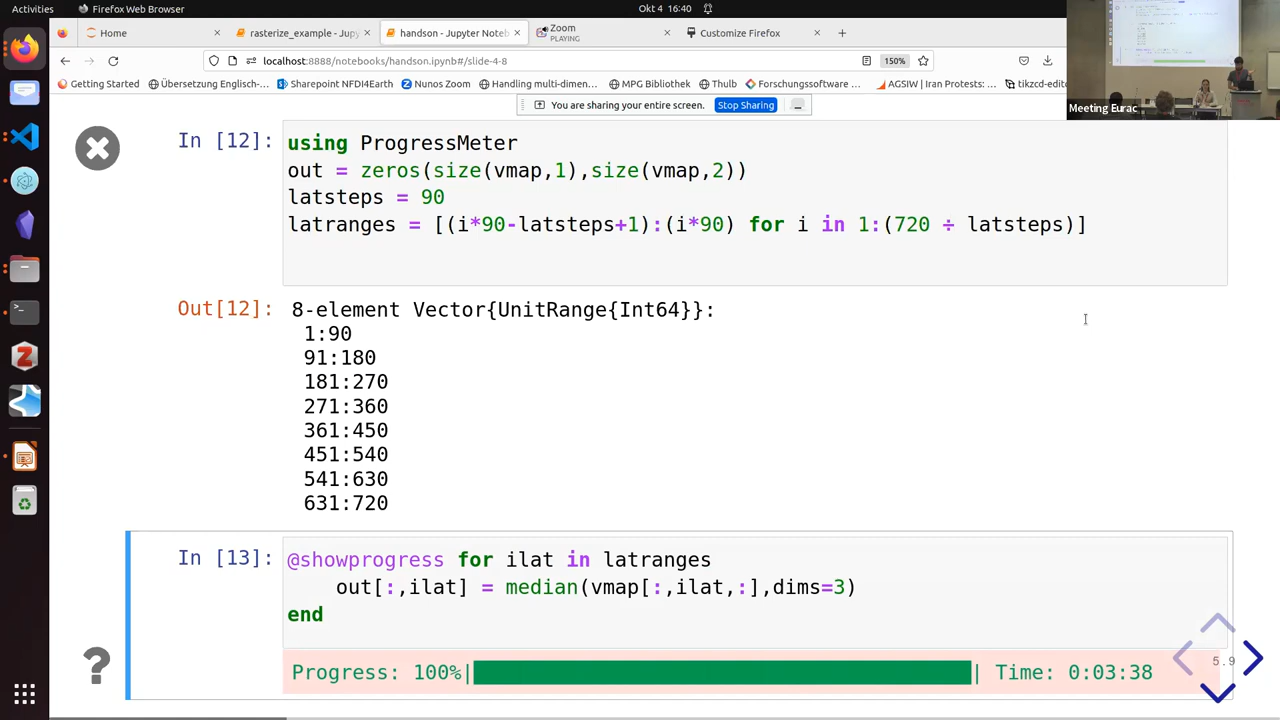 Activities
Firefox Web Browser
Okt 4 16:40
Home
rasterize_example - Jupyter
handson - Jupyter Noteb
Zoom
PLAYING
Customize Firefox
localhost:8888/notebooks/handson.ipynb#/slide-4-8
150%
Getting Started
Übersetzung Englisch-...
Sharepoint NFDI4Earth
Nunos Zoom
Handling multi-dimen...
MPG Bibliothek
Thulb
Forschungssoftware ...
AGSIW | Iran Protests: ...
tikzcd-edito
You are sharing your entire screen.
Stop Sharing
Meeting Eurac
In [12]:
using ProgressMeter
out = zeros(size(vmap,1),size(vmap,2))
latsteps = 90
latranges = [(i*90-latsteps+1):(i*90) for i in 1:(720 ÷ latsteps)]
Out[12]:
8-element Vector{UnitRange{Int64}}:
1:90
91:180
181:270
271:360
361:450
451:540
541:630
631:720
In [13]:
@showprogress for ilat in latranges
out[:,ilat] = median(vmap[:,ilat,:],dims=3)
end
Progress: 100%| | Time: 0:03:38
5.9